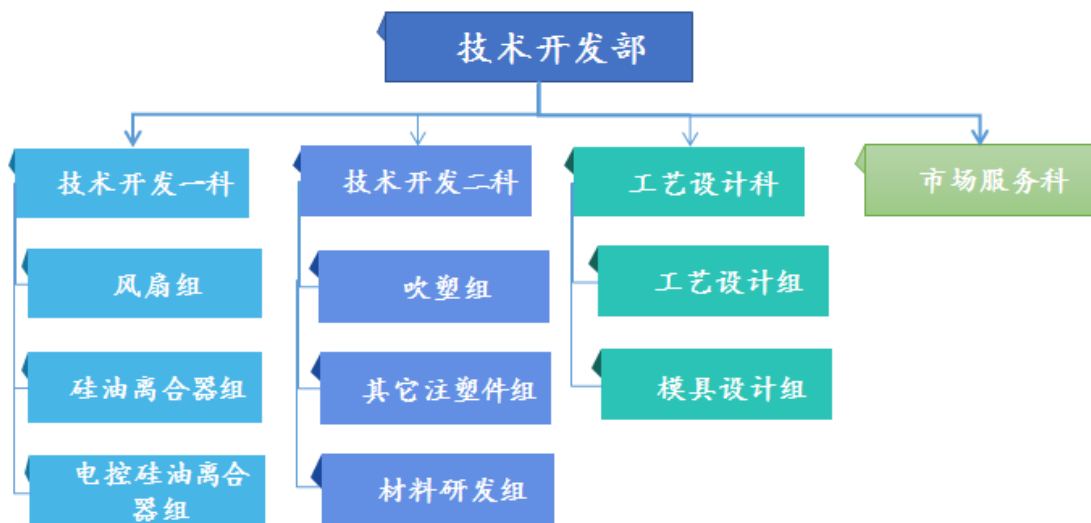 技术开发部
技术开发一科
技术开发二科
工艺设计科
市场服务科
风扇组
吹塑组
工艺设计组
硅油离合器组
其它注塑件组
模具设计组
电控硅油离合
器组
材料研发组